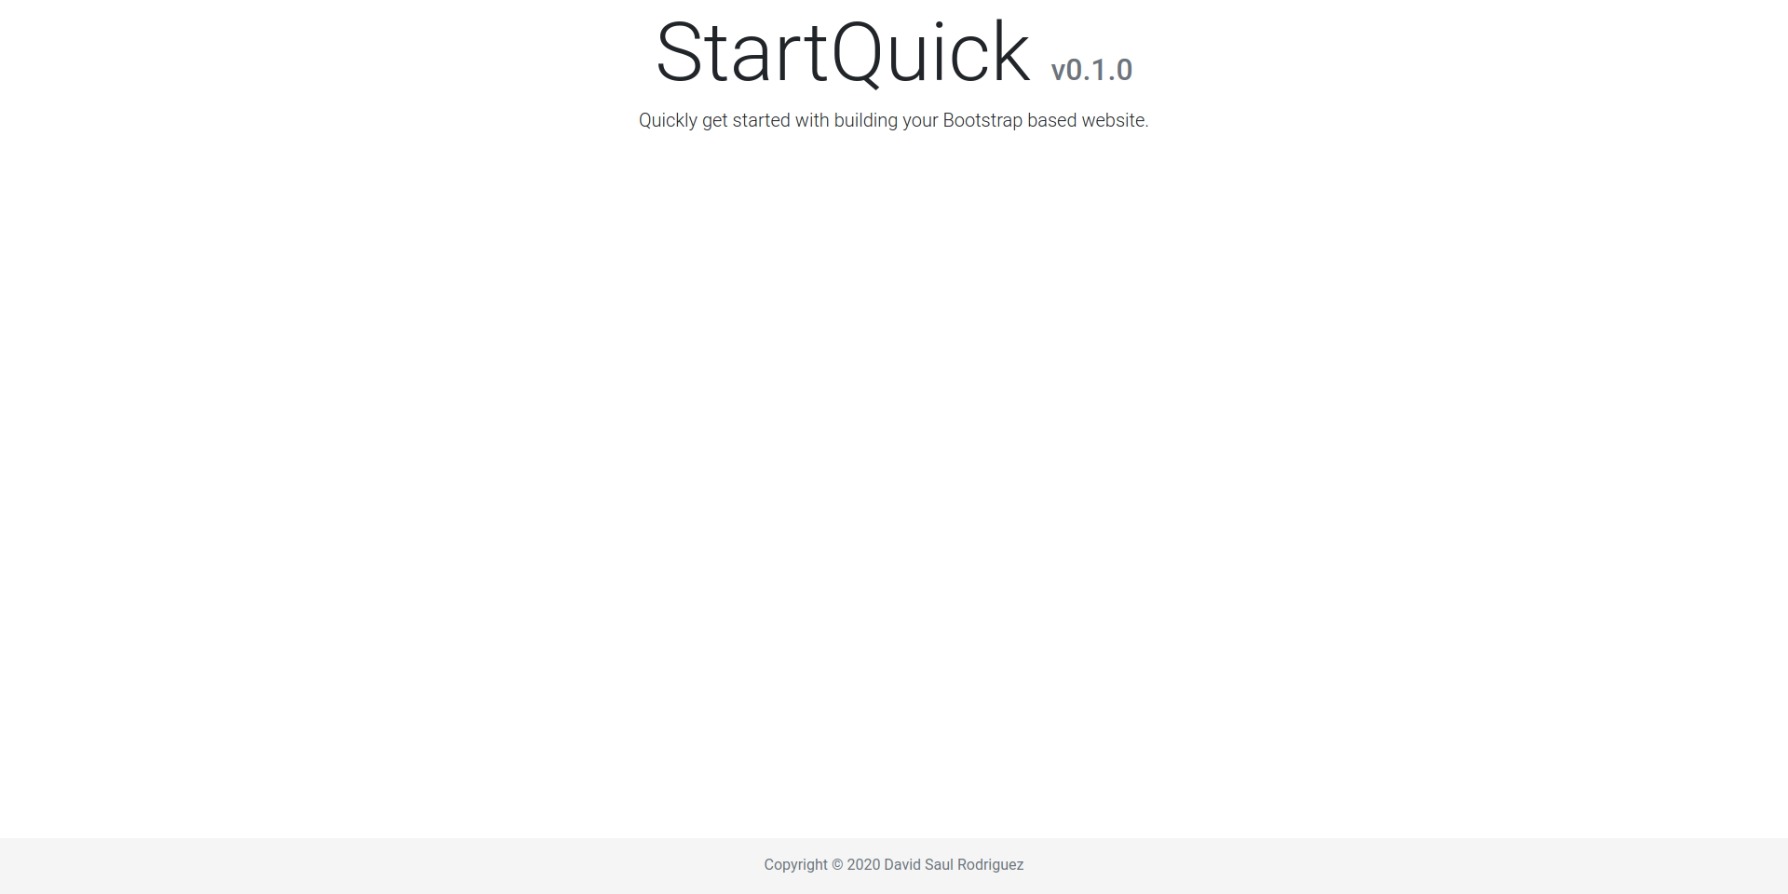 StartQuick v0.1.0
Quickly get started with building your Bootstrap based website.
Copyright © 2020 David Saul Rodriguez